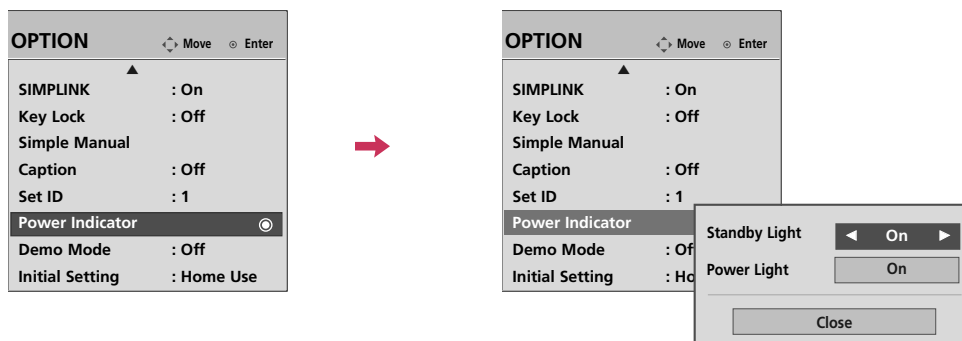 OPTION Move Enter
SIMPLINK : On
Key Lock : Off
Simple Manual
Caption : Off
Set ID : 1
Power Indicator
Demo Mode : Off
Initial Setting : Home Use
OPTION Move Enter
SIMPLINK : On
Key Lock : Off
Simple Manual
Caption : Off
Set ID : 1
Power Indicator
Demo Mode : Of
Initial Setting : Ho
Standby Light ◀ On ▶
Power Light On
Close